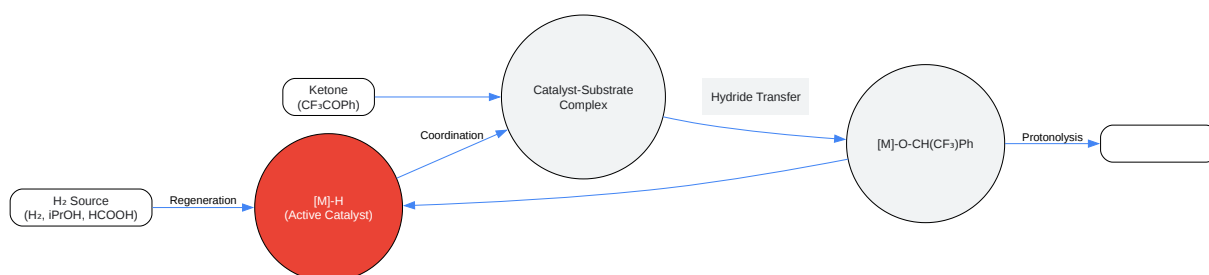 Ketone
(CF₃COPh)
Catalyst-Substrate
Complex
Hydride Transfer
Coordination
[M]-O-CH(CF₃)Ph
Protonolysis
H₂ Source
(H₂, iPrOH, HCOOH)
Regeneration
[M]-H
(Active Catalyst)